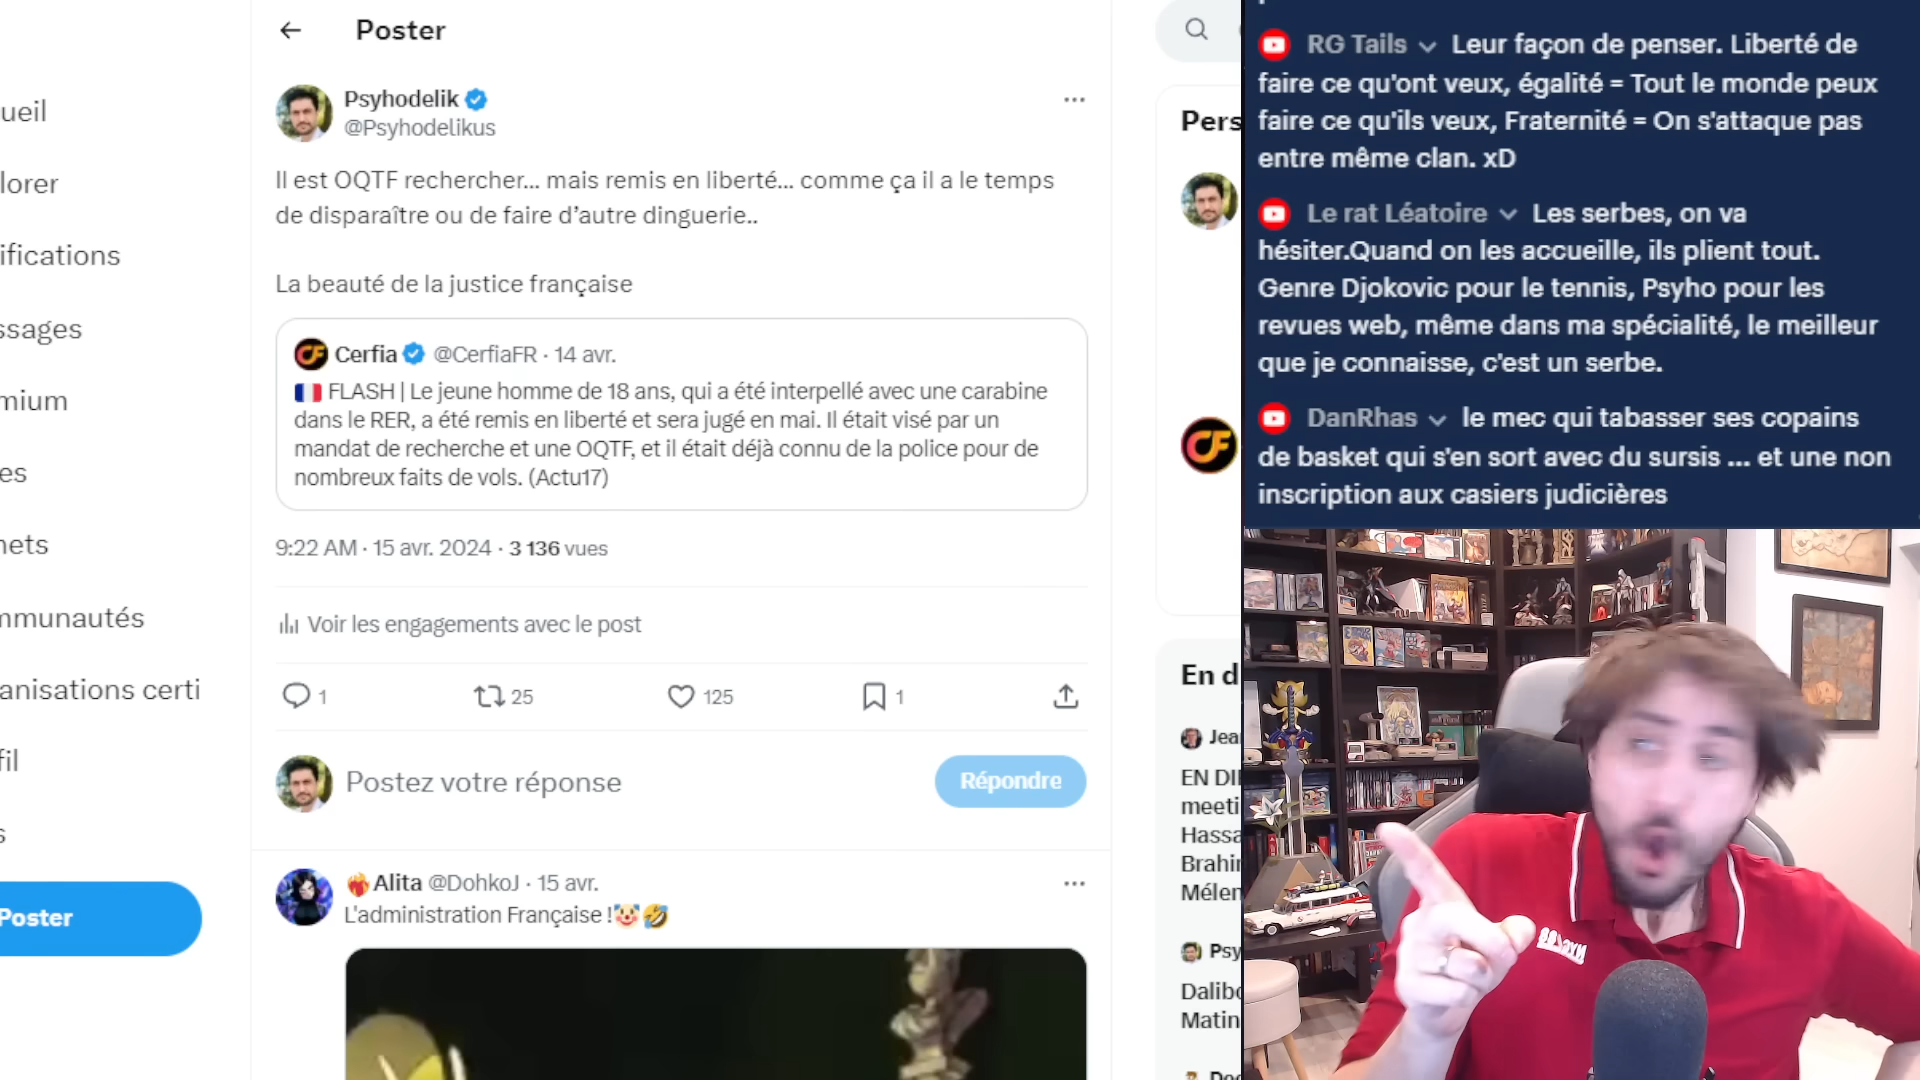 ueil
lorer
ifications
ssages
mium
es
nets
mmunautés
anisations certi
fil
s
Poster
Poster
Psyhodelik
@Psyhodelikus
Il est OQTF rechercher... mais remis en liberté... comme ça il a le temps
de disparaître ou de faire d’autre dinguerie..
La beauté de la justice française
Cerfia @CerfiaFR · 14 avr.
FLASH | Le jeune homme de 18 ans, qui a été interpellé avec une carabine
dans le RER, a été remis en liberté et sera jugé en mai. Il était visé par un
mandat de recherche et une OQTF, et il était déjà connu de la police pour de
nombreux faits de vols. (Actu17)
9:22 AM · 15 avr. 2024 · 3 136 vues
Voir les engagements avec le post
1
25
125
1
Postez votre réponse
Répondre
Alita @DohkoJ · 15 avr.
L'administration Française !
Pers
En d
Jea
EN DI
meeti
Hassa
Brahi
Mélen
Psy
Dalibo
Matin
RG Tails Leur façon de penser. Liberté de
faire ce qu'ont veux, égalité = Tout le monde peux
faire ce qu'ils veux, Fraternité = On s'attaque pas
entre même clan. xD
Le rat Léatoire Les serbes, on va
hésiter.Quand on les accueille, ils plient tout.
Genre Djokovic pour le tennis, Psyho pour les
revues web, même dans ma spécialité, le meilleur
que je connaisse, c'est un serbe.
DanRhas le mec qui tabasser ses copains
de basket qui s'en sort avec du sursis ... et une non
inscription aux casiers judicières